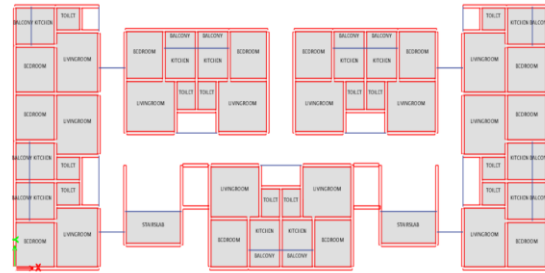 TOILET TOILET
BALCONY KITCHEN BALCONY BALCONY BALCONY BALCONY KITCHEN BALCONY
BEDROOM BEDROOM BEDROOM BEDROOM
LIVINGROOM KITCHEN KITCHEN KITCHEN KITCHEN LIVINGROOM
BEDROOM BEDROOM
TOILET TOILET TOILET TOILET
BEDROOM LIVINGROOM LIVINGROOM LIVINGROOM LIVINGROOM LIVINGROOM LIVINGROOM BEDROOM
BALCONY KITCHEN TOILET TOILET KITCHEN BALCONY
BALCONY KITCHEN TOILET LIVINGROOM LIVINGROOM TOILET KITCHEN BALCONY
TOILET TOILET
STAIRSLAB STAIRSLAB
BEDROOM LIVINGROOM BEDROOM KITCHEN KITCHEN BEDROOM LIVINGROOM BEDROOM
BALCONY BALCONY
X